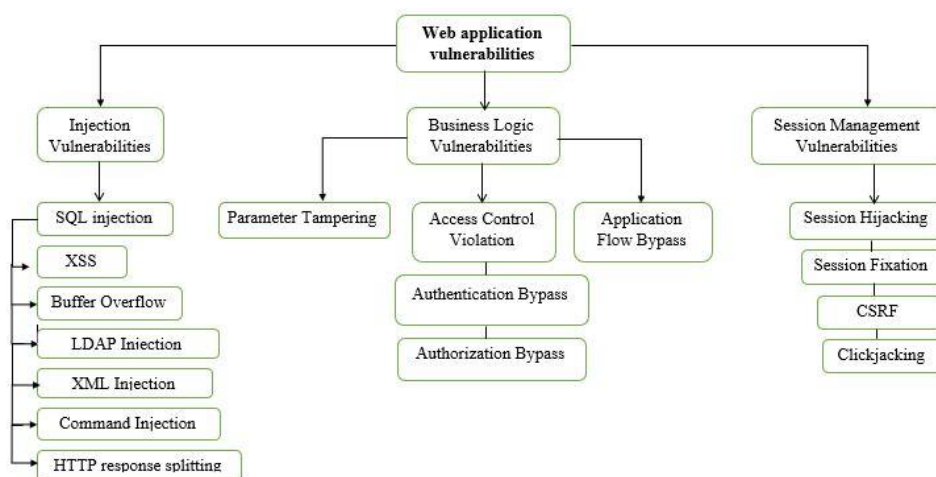 Web application
vulnerabilities
Injection
Vulnerabilities
Business Logic
Vulnerabilities
Session Management
Vulnerabilities
SQL injection
XSS
Buffer Overflow
LDAP Injection
XML Injection
Command Injection
HTTP response splitting
Parameter Tampering
Access Control
Violation
Authentication Bypass
Authorization Bypass
Application
Flow Bypass
Session Hijacking
Session Fixation
CSRF
Clickjacking